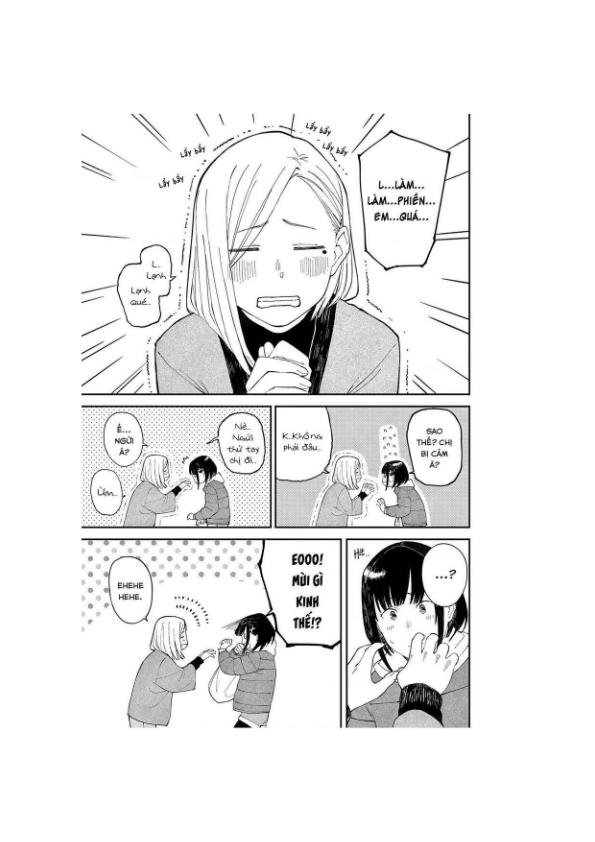 L...LÀM...
LÀM...PHIỀN...
EM...QUÁ...
LẨY BẨY
LẨY BẨY
LẨY BẨY
LẨY BẨY
LẨY BẨY
L..
Lạnh
Lạnh
qué..
SAO
THẾ? CHỊ
BỊ CẢM
À?
K..Không
phải đâu..
Nè..
Ngửi
thử tay
chị đi..
Ể...
NGỬI
Á?
Ừm..
...?
Hít..
EOOO!
MÙI GÌ
KINH
THẾ!?
EHEHE
HEHE.